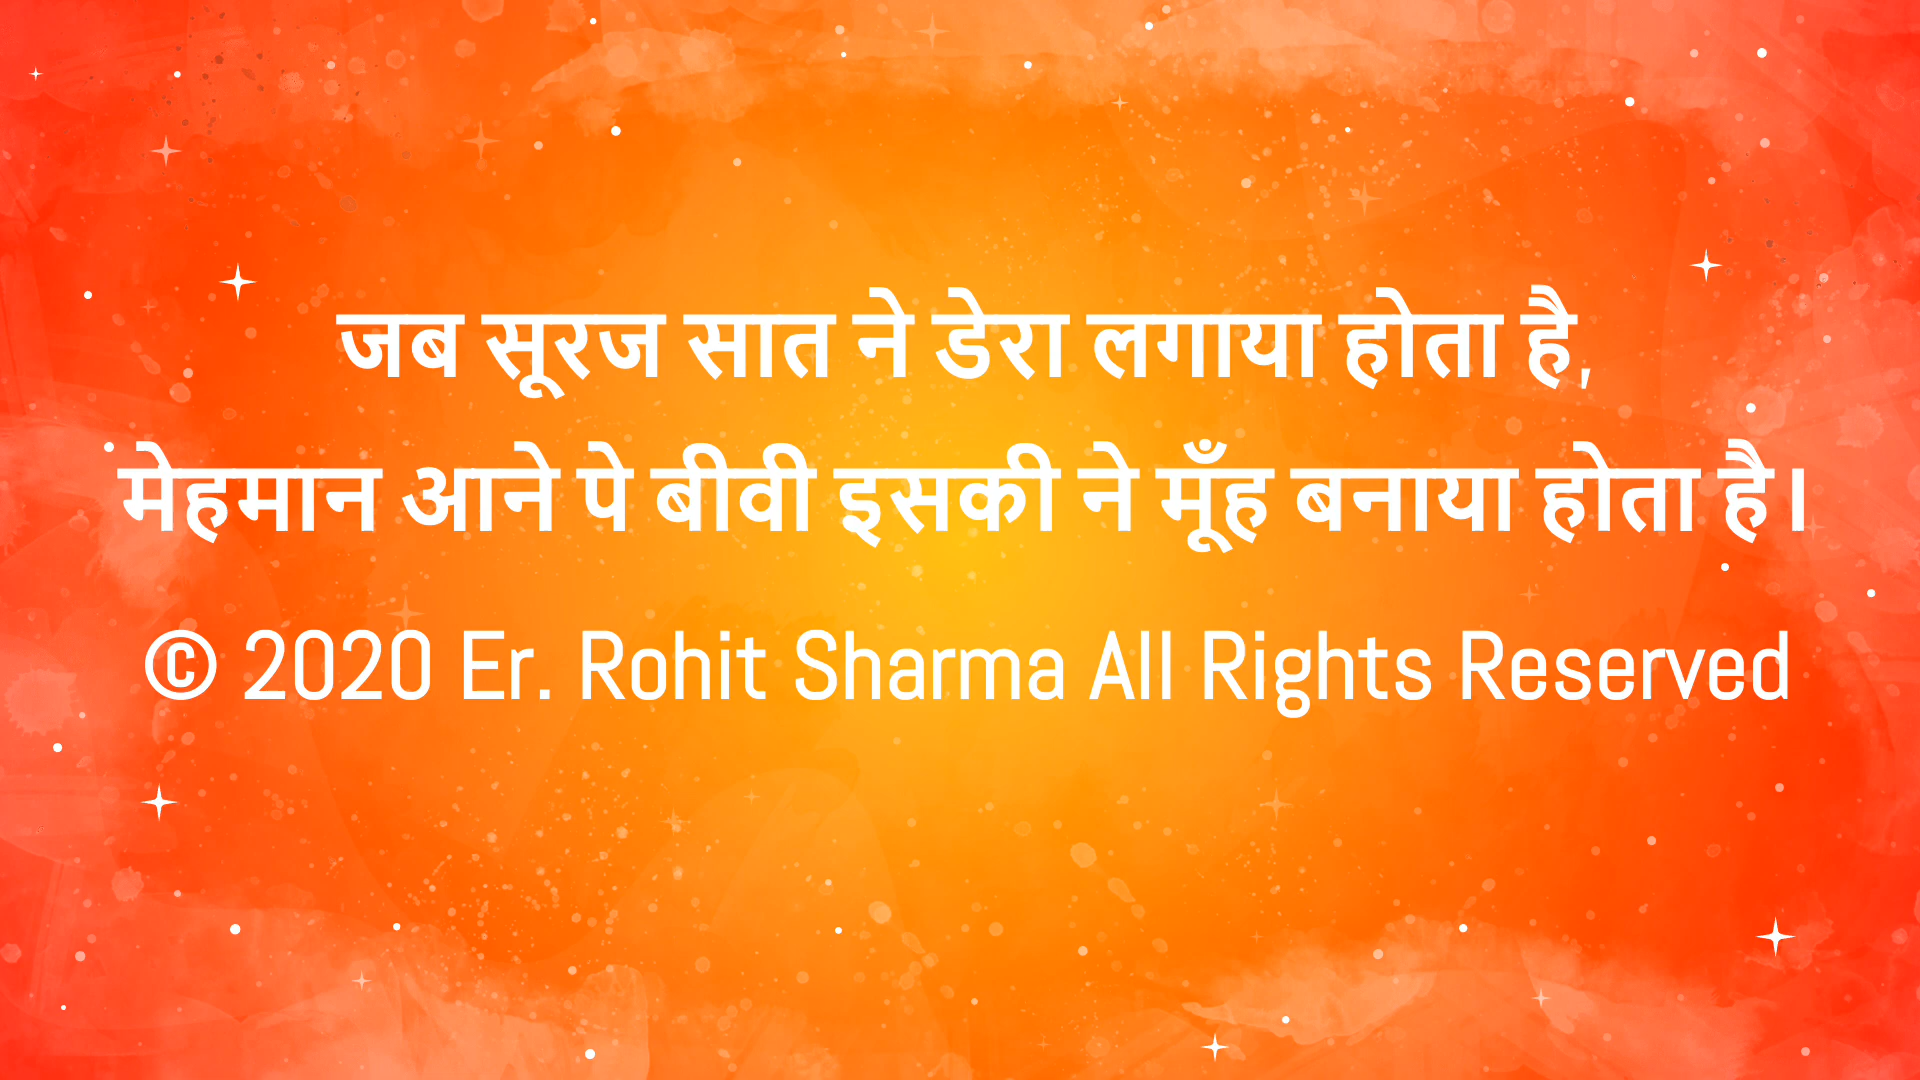 जब सूरज सात ने डेरा लगाया होता है,
मेहमान आने पे बीवी इसकी ने मूँह बनाया होता है।
© 2020 Er. Rohit Sharma All Rights Reserved